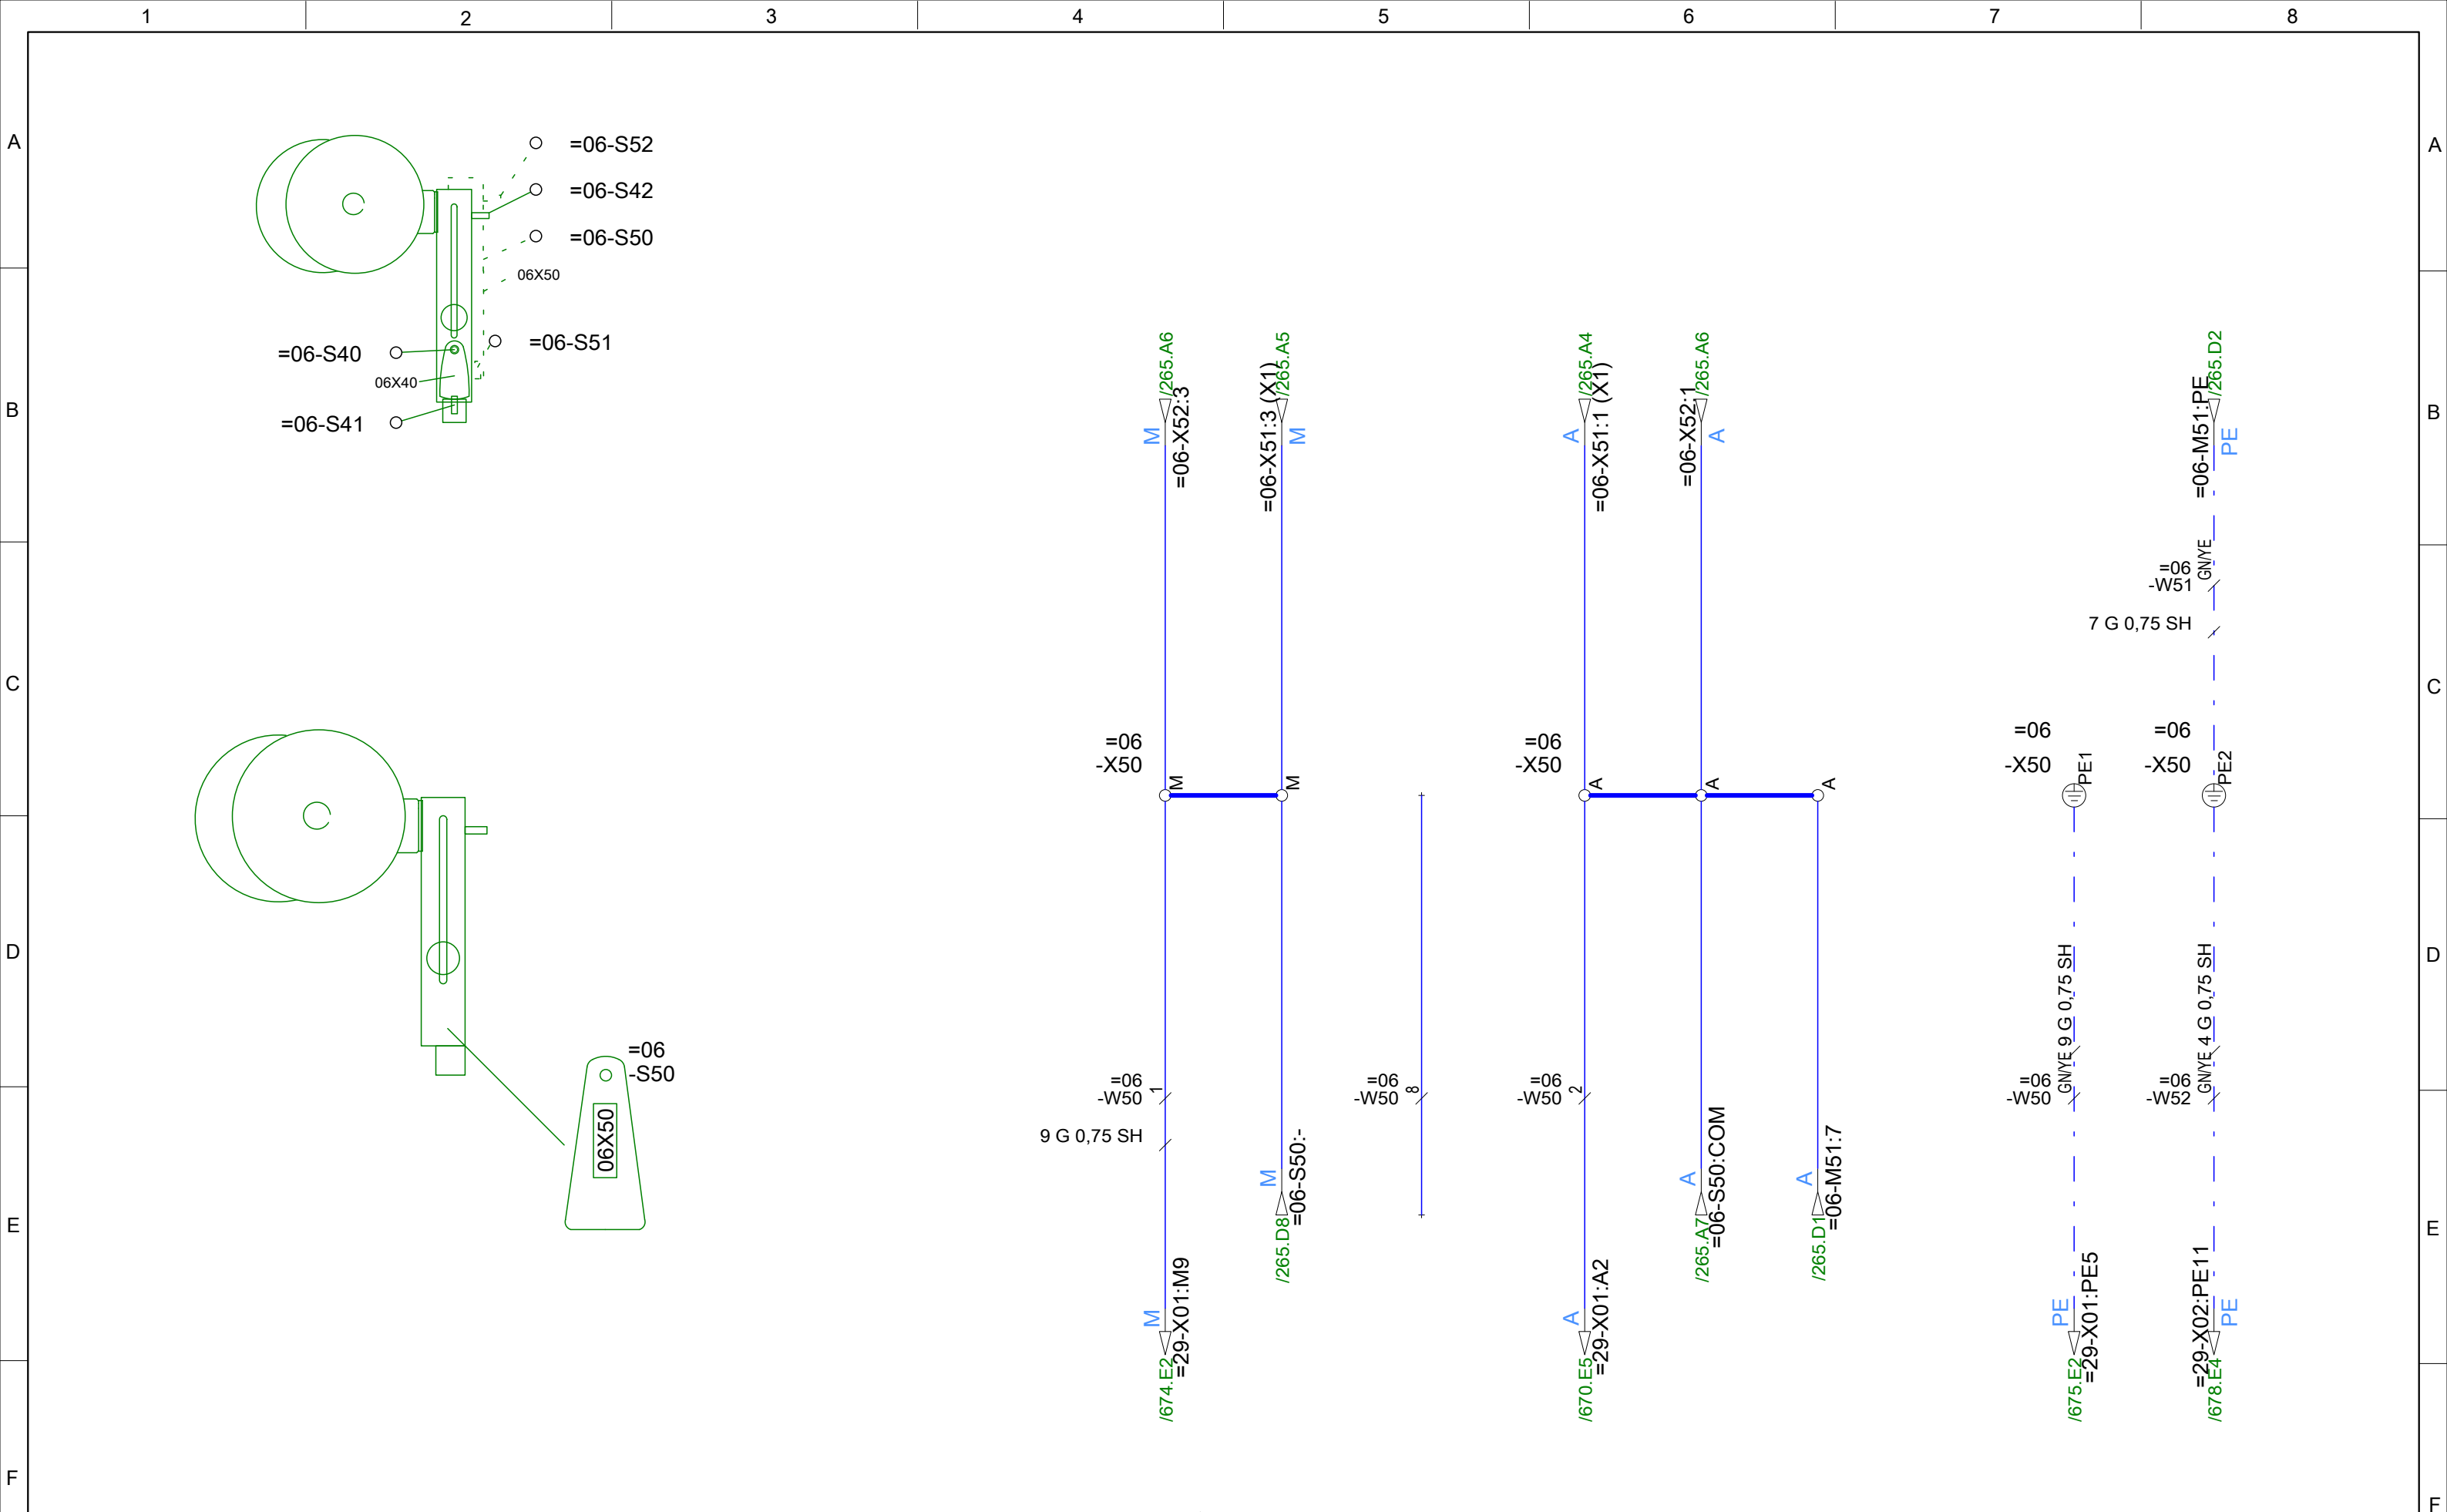 1 2 3 4 5 6 7 8
A A
=06-S52
=06-S42
=06-S50
06X50
=06-S51
=06-S40
06X40
=06-S41
B B
/265.A6
=06-X52:3
M
/265.A5
=06-X51:3 (X1)
M
/265.A4
=06-X51:1 (X1)
A
/265.A6
=06-X52:1
A
/265.D2
=06-M51:PE
PE
GN/YE
=06
-W51
7 G 0,75 SH
C C
=06
-X50
M
M
=06
-X50
A
A
A
=06
-X50
PE1
=06
-X50
PE2
D D
=06
-S50
06X50
=06
-W50
1
9 G 0,75 SH
=06
-W50
8
=06
-W50
2
=06
-W50
GN/YE 9 G 0,75 SH
=06
-W52
GN/YE 4 G 0,75 SH
E E
M
=06-S50:-
/265.D8
A
=06-S50:COM
/265.A7
A
=06-M51:7
/265.D1
M
=29-X01:M9
/674.E2
A
=29-X01:A2
/670.E5
PE
=29-X01:PE5
/675.E2
PE
=29-X02:PE11
/678.E4
F F